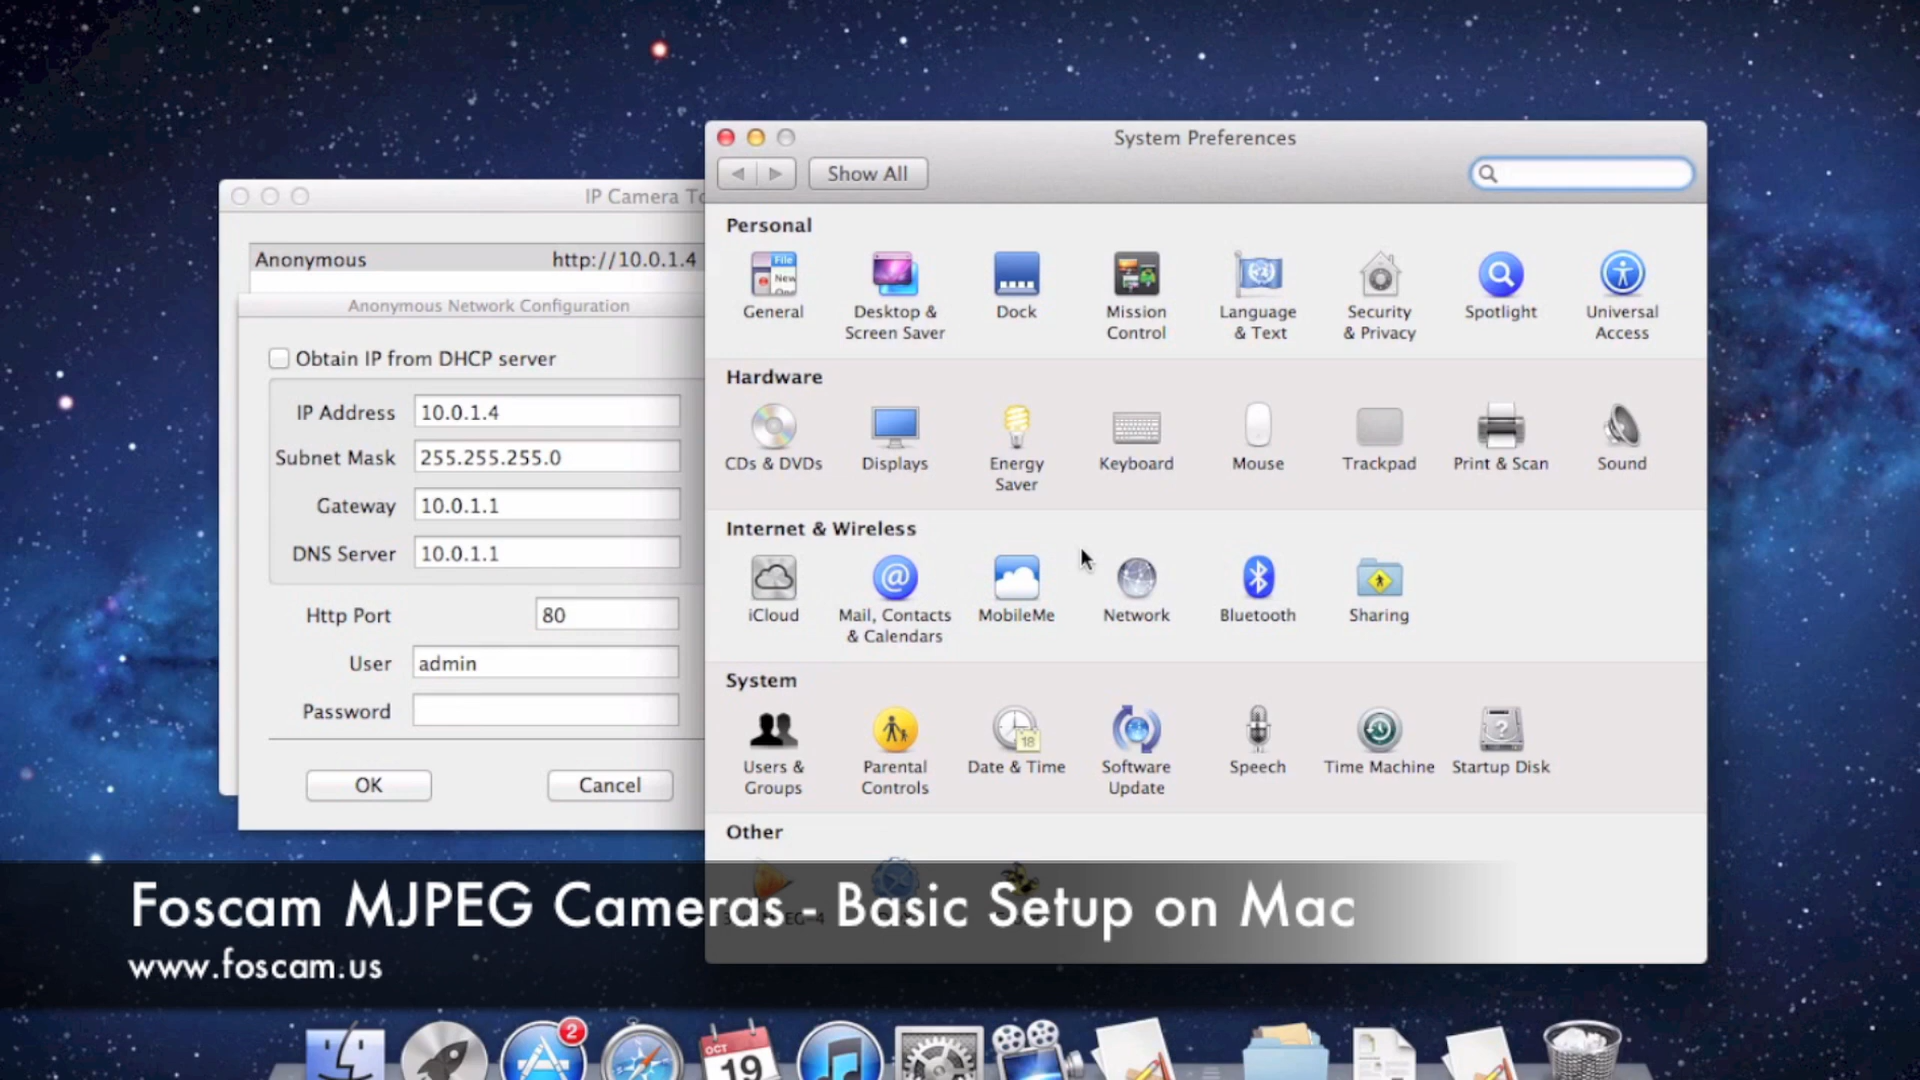 System Preferences
Show All
IP Camera To
Anonymous http://10.0.1.4
Anonymous Network Configuration
Obtain IP from DHCP server
IP Address 10.0.1.4
Subnet Mask 255.255.255.0
Gateway 10.0.1.1
DNS Server 10.0.1.1
Http Port 80
User admin
Password
OK Cancel
Personal
General
Desktop & Screen Saver
Dock
Mission Control
Language & Text
Security & Privacy
Spotlight
Universal Access
Hardware
CDs & DVDs
Displays
Energy Saver
Keyboard
Mouse
Trackpad
Print & Scan
Sound
Internet & Wireless
iCloud
Mail, Contacts & Calendars
MobileMe
Network
Bluetooth
Sharing
System
Users & Groups
Parental Controls
Date & Time
Software Update
Speech
Time Machine
Startup Disk
Other
Foscam MJPEG Cameras - Basic Setup on Mac
www.foscam.us
2
OCT
19
File
New
18